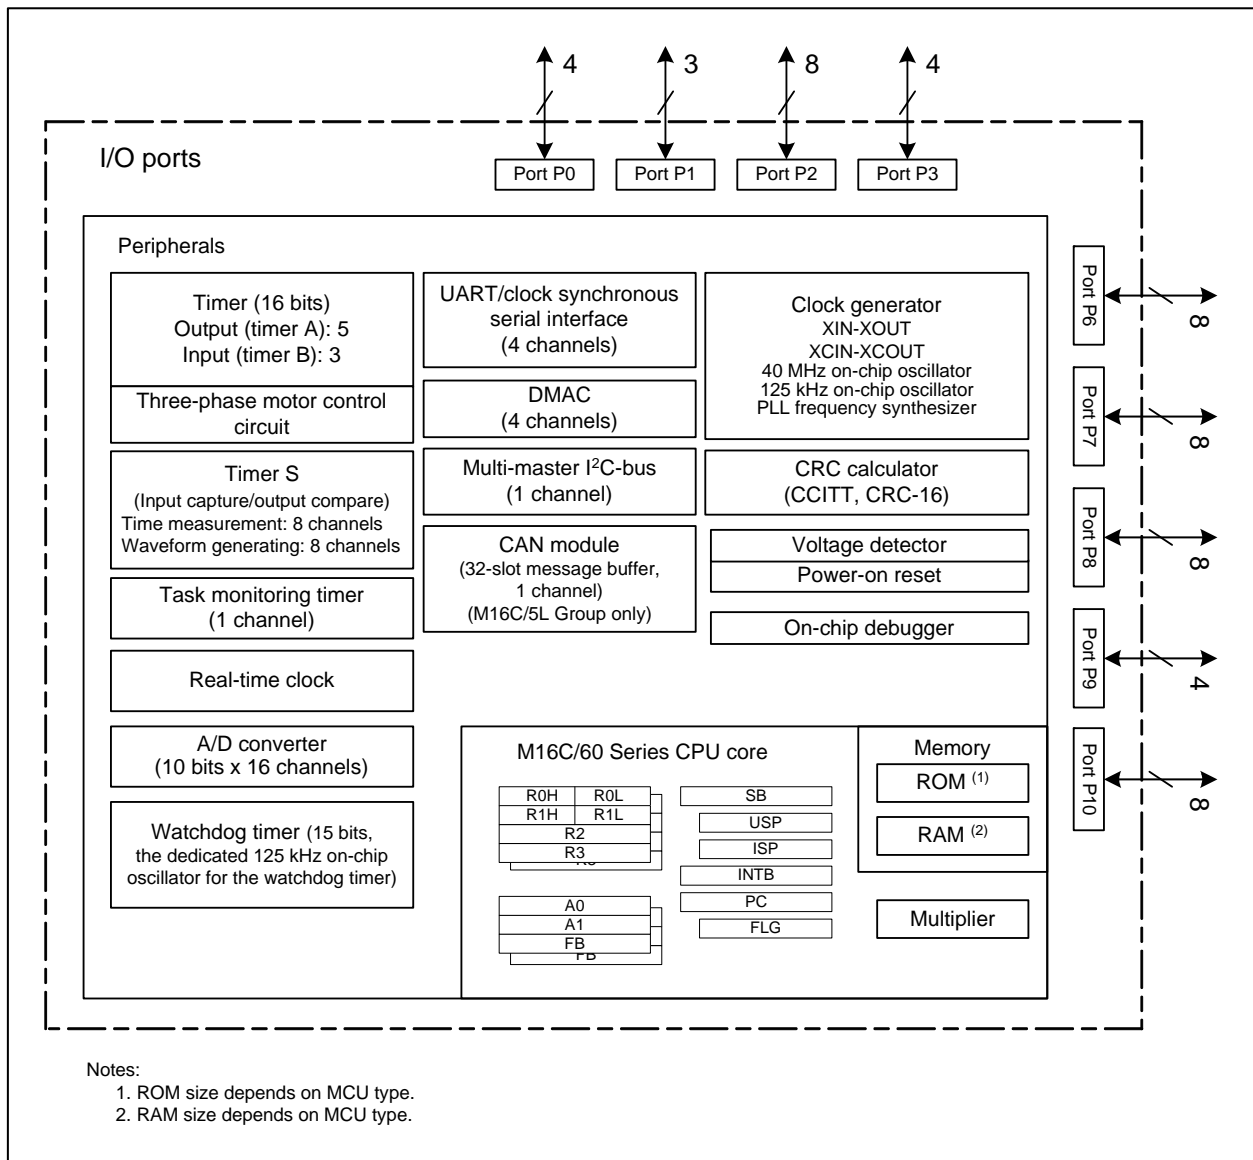 4
3
8
4
I/O ports
Port P0
Port P1
Port P2
Port P3
Peripherals
Timer (16 bits)
Output (timer A): 5
Input (timer B): 3
Three-phase motor control
circuit
Timer S
(Input capture/output compare)
Time measurement: 8 channels
Waveform generating: 8 channels
Task monitoring timer
(1 channel)
Real-time clock
A/D converter
(10 bits x 16 channels)
Watchdog timer (15 bits,
the dedicated 125 kHz on-chip
oscillator for the watchdog timer)
UART/clock synchronous
serial interface
(4 channels)
DMAC
(4 channels)
Multi-master I²C-bus
(1 channel)
CAN module
(32-slot message buffer,
1 channel)
(M16C/5L Group only)
Clock generator
XIN-XOUT
XCIN-XCOUT
40 MHz on-chip oscillator
125 kHz on-chip oscillator
PLL frequency synthesizer
CRC calculator
(CCITT, CRC-16)
Voltage detector
Power-on reset
On-chip debugger
Port P6
8
Port P7
8
Port P8
8
Port P9
4
Port P10
8
M16C/60 Series CPU core
R0H
R0L
R1H
R1L
R2
R3
A0
A1
FB
FB
SB
USP
ISP
INTB
PC
FLG
Memory
ROM (1)
RAM (2)
Multiplier
Notes:
1. ROM size depends on MCU type.
2. RAM size depends on MCU type.